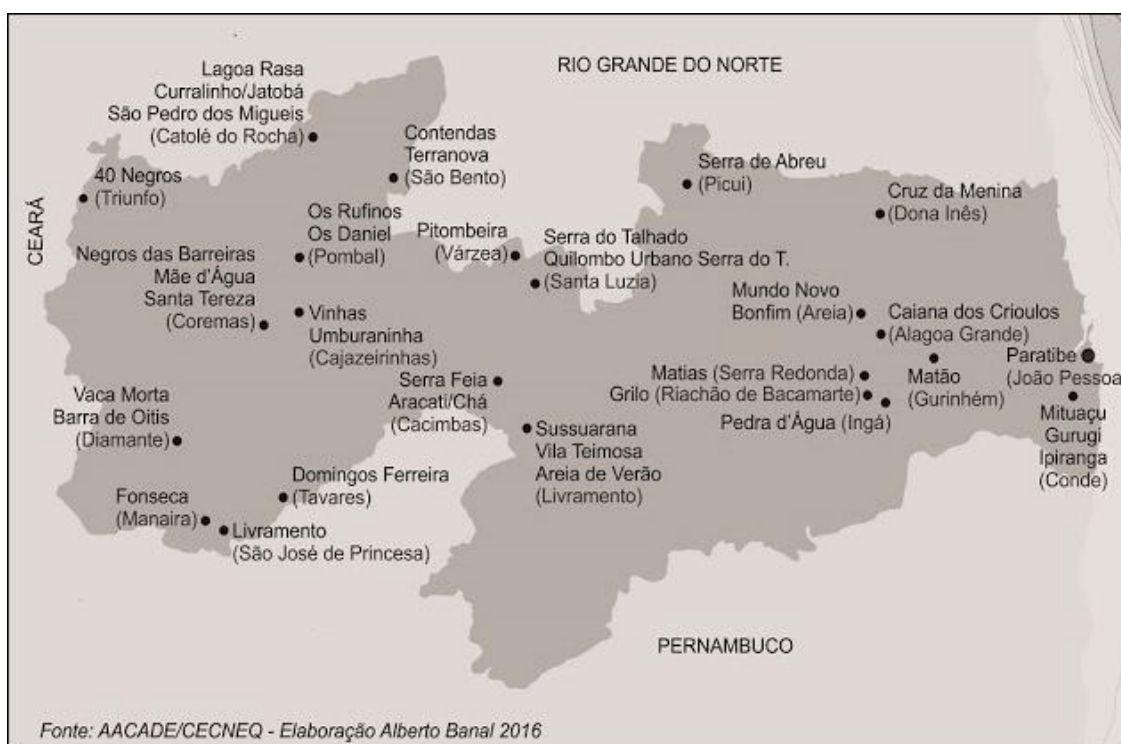 RIO GRANDE DO NORTE
Lagoa Rasa
Curralinho/Jatobá
São Pedro dos Migueis
(Catolé do Rocha)
Contendas
Terranova
(São Bento)
Serra de Abreu
(Picui)
40 Negros
(Triunfo)
CEARÁ
Cruz da Menina
(Dona Inês)
Os Rufinos
Os Daniel
(Pombal)
Pitombeira
(Várzea)
Serra do Talhado
Quilombo Urbano Serra do T.
(Santa Luzia)
Negros das Barreiras
Mãe d'Água
Santa Tereza
(Coremas)
Mundo Novo
Bonfim (Areia)
Vinhas
Umburaninha
(Cajazeirinhas)
Caiana dos Crioulos
(Alagoa Grande)
Paratibe
(João Pessoa)
Matão
(Gurinhém)
Serra Feia
Aracati/Chá
(Cacimbas)
Matias (Serra Redonda)
Grilo (Riachão de Bacamarte)
Pedra d'Água (Ingá)
Vaca Morta
Barra de Oitis
(Diamante)
Mituaçu
Gurugi
Ipiranga
(Conde)
Sussuarana
Vila Teimosa
Areia de Verão
(Livramento)
Domingos Ferreira
(Tavares)
Fonseca
(Manaira)
Livramento
(São José de Princesa)
PERNAMBUCO
Fonte: AACADE/CECNEQ - Elaboração Alberto Banal 2016